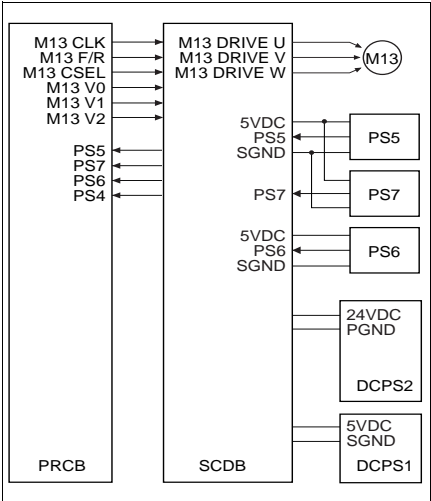 M13 CLK
M13 F/R
M13 CSEL
M13 V0
M13 V1
M13 V2
PS5
PS7
PS6
PS4
PRCB
M13 DRIVE U
M13 DRIVE V
M13 DRIVE W
5VDC
PS5
SGND
PS7
5VDC
PS6
SGND
SCDB
M13
PS5
PS7
PS6
24VDC
PGND
DCPS2
5VDC
SGND
DCPS1